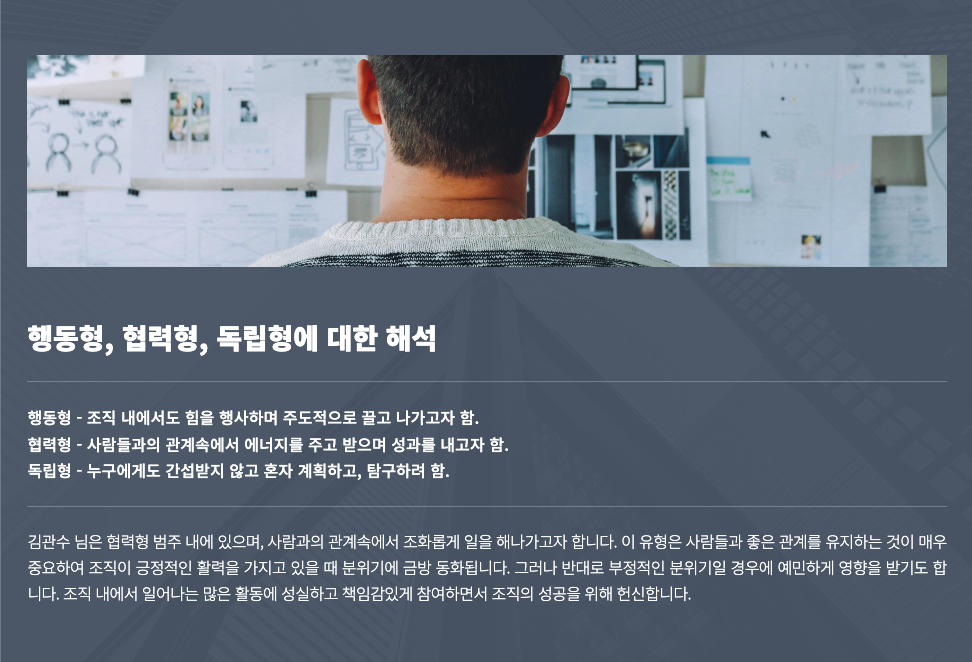 행동형, 협력형, 독립형에 대한 해석
행동형 - 조직 내에서도 힘을 행사하며 주도적으로 끌고 나가고자 함.
협력형 - 사람들과의 관계속에서 에너지를 주고 받으며 성과를 내고자 함.
독립형 - 누구에게도 간섭받지 않고 혼자 계획하고, 탐구하려 함.
김관수 님은 협력형 범주 내에 있으며, 사람과의 관계속에서 조화롭게 일을 해나가고자 합니다. 이 유형은 사람들과 좋은 관계를 유지하는 것이 매우
중요하여 조직이 긍정적인 활력을 가지고 있을 때 분위기에 금방 동화됩니다. 그러나 반대로 부정적인 분위기일 경우에 예민하게 영향을 받기도 합
니다. 조직 내에서 일어나는 많은 활동에 성실하고 책임감있게 참여하면서 조직의 성공을 위해 헌신합니다.